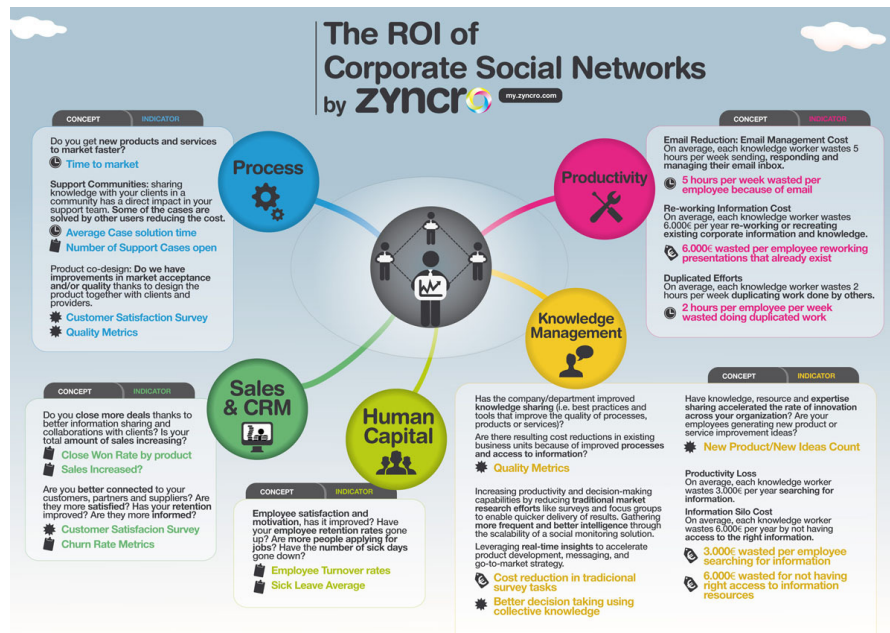 The ROI of
Corporate Social Networks
by zyncro
my.zyncro.com
CONCEPT
INDICATOR
Do you get new products and services
to market faster?
Time to market
Support Communities: sharing
knowledge with your clients in a
community has a direct impact in your
support team. Some of the cases are
solved by other users reducing the cost.
Average Case solution time
Number of Support Cases open
Product co-design: Do we have
improvements in market acceptance
and/or quality thanks to design the
product together with clients and
providers.
Customer Satisfaction Survey
Quality Metrics
Process
Productivity
CONCEPT
INDICATOR
Email Reduction: Email Management Cost
On average, each knowledge worker wastes 5
hours per week sending, responding and
managing their email inbox.
5 hours per week wasted per
employee because of email
Re-working Information Cost
On average, each knowledge worker wastes
6.000€ per year re-working or recreating
existing corporate information and knowledge.
6.000€ wasted per employee reworking
presentations that already exist
Duplicated Efforts
On average, each knowledge worker wastes 2
hours per week duplicating work done by others.
2 hours per employee per week
wasted doing duplicated work
Knowledge
Management
Sales
& CRM
Human
Capital
CONCEPT
INDICATOR
Do you close more deals thanks to
better information sharing and
collaborations with clients? Is your
total amount of sales increasing?
Close Won Rate by product
Sales Increased?
Are you better connected to your
customers, partners and suppliers? Are
they more satisfied? Has your retention
improved? Are they more informed?
Customer Satisfacion Survey
Churn Rate Metrics
CONCEPT
INDICATOR
Employee satisfaction and
motivation, has it improved? Have
your employee retention rates gone
up? Are more people applying for
jobs? Have the number of sick days
gone down?
Employee Turnover rates
Sick Leave Average
CONCEPT
INDICATOR
Has the company/department improved
knowledge sharing (i.e. best practices and
tools that improve the quality of processes,
products or services)?
Are there resulting cost reductions in existing
business units because of improved processes
and access to information?
Quality Metrics
Increasing productivity and decision-making
capabilities by reducing traditional market
research efforts like surveys and focus groups
to enable quicker delivery of results. Gathering
more frequent and better intelligence through
the scalability of a social monitoring solution.
Leveraging real-time insights to accelerate
product development, messaging, and
go-to-market strategy.
Cost reduction in tradicional
survey tasks
Better decision taking using
collective knowledge
Have knowledge, resource and expertise
sharing accelerated the rate of innovation
across your organization? Are your
employees generating new product or
service improvement ideas?
New Product/New Ideas Count
Productivity Loss
On average, each knowledge worker
wastes 3.000€ per year searching for
information.
Information Silo Cost
On average, each knowledge worker
wastes 6.000€ per year by not having
access to the right information.
3.000€ wasted per employee
searching for information
6.000€ wasted for not having
right access to information
resources